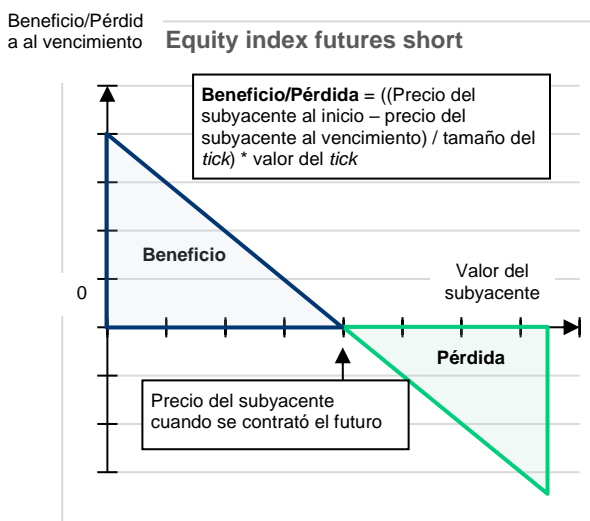 Beneficio/Pérdid
a al vencimiento
Equity index futures short
Beneficio/Pérdida = ((Precio del
subyacente al inicio – precio del
subyacente al vencimiento) / tamaño del
tick) * valor del tick
Beneficio
Valor del
subyacente
0
Pérdida
Precio del subyacente
cuando se contrató el futuro